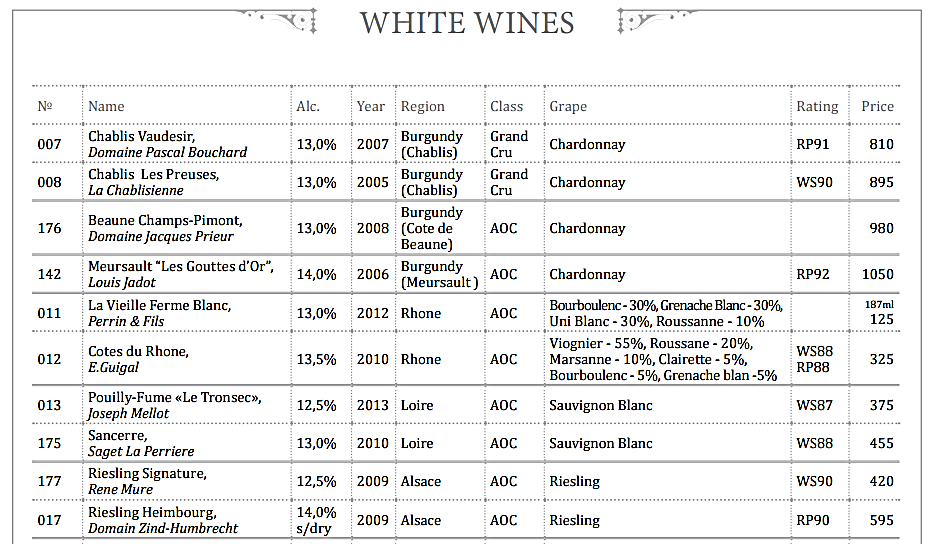 WHITE WINES
№ Name Alc. Year Region Class Grape Rating Price
007 Chablis Vaudesir, Domaine Pascal Bouchard 13,0% 2007 Burgundy (Chablis) Grand Cru Chardonnay RP91 810
008 Chablis Les Preuses, La Chablisienne 13,0% 2005 Burgundy (Chablis) Grand Cru Chardonnay WS90 895
176 Beaune Champs-Pimont, Domaine Jacques Prieur 13,0% 2008 Burgundy (Cote de Beaune) AOC Chardonnay 980
142 Meursault “Les Gouttes d’Or”, Louis Jadot 14,0% 2006 Burgundy (Meursault ) AOC Chardonnay RP92 1050
011 La Vieille Ferme Blanc, Perrin & Fils 13,0% 2012 Rhone AOC Bourboulenc - 30%, Grenache Blanc - 30%, Uni Blanc - 30%, Roussanne - 10% 187ml 125
012 Cotes du Rhone, E.Guigal 13,5% 2010 Rhone AOC Viognier - 55%, Roussane - 20%, Marsanne - 10%, Clairette - 5%, Bourboulenc - 5%, Grenache blan -5% WS88 RP88 325
013 Pouilly-Fume «Le Tronsec», Joseph Mellot 12,5% 2013 Loire AOC Sauvignon Blanc WS87 375
175 Sancerre, Saget La Perriere 13,0% 2010 Loire AOC Sauvignon Blanc WS88 455
177 Riesling Signature, Rene Mure 12,5% 2009 Alsace AOC Riesling WS90 420
017 Riesling Heimbourg, Domain Zind-Humbrecht 14,0% s/dry 2009 Alsace AOC Riesling RP90 595